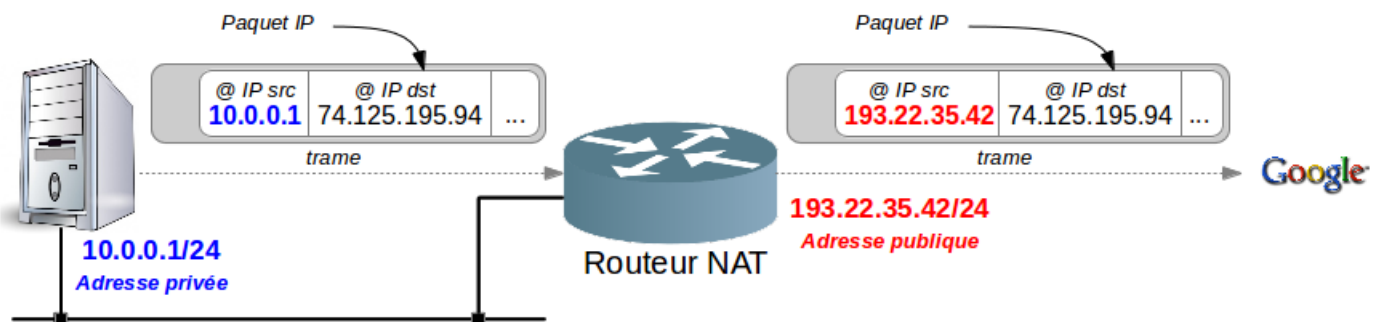 Paquet IP
Paquet IP
@ IP src
@ IP dst
10.0.0.1
74.125.195.94
...
@ IP src
@ IP dst
193.22.35.42
74.125.195.94
...
trame
trame
Google
10.0.0.1/24
Adresse privée
Routeur NAT
193.22.35.42/24
Adresse publique